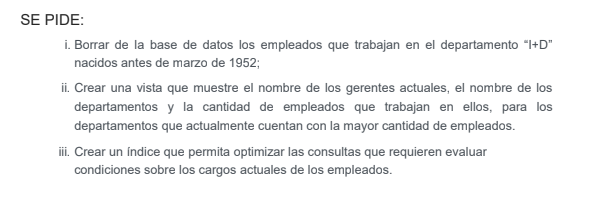 SE PIDE:
i. Borrar de la base de datos los empleados que trabajan en el departamento “I+D”
nacidos antes de marzo de 1952;
ii. Crear una vista que muestre el nombre de los gerentes actuales, el nombre de los
departamentos y la cantidad de empleados que trabajan en ellos, para los
departamentos que actualmente cuentan con la mayor cantidad de empleados.
iii. Crear un índice que permita optimizar las consultas que requieren evaluar
condiciones sobre los cargos actuales de los empleados.